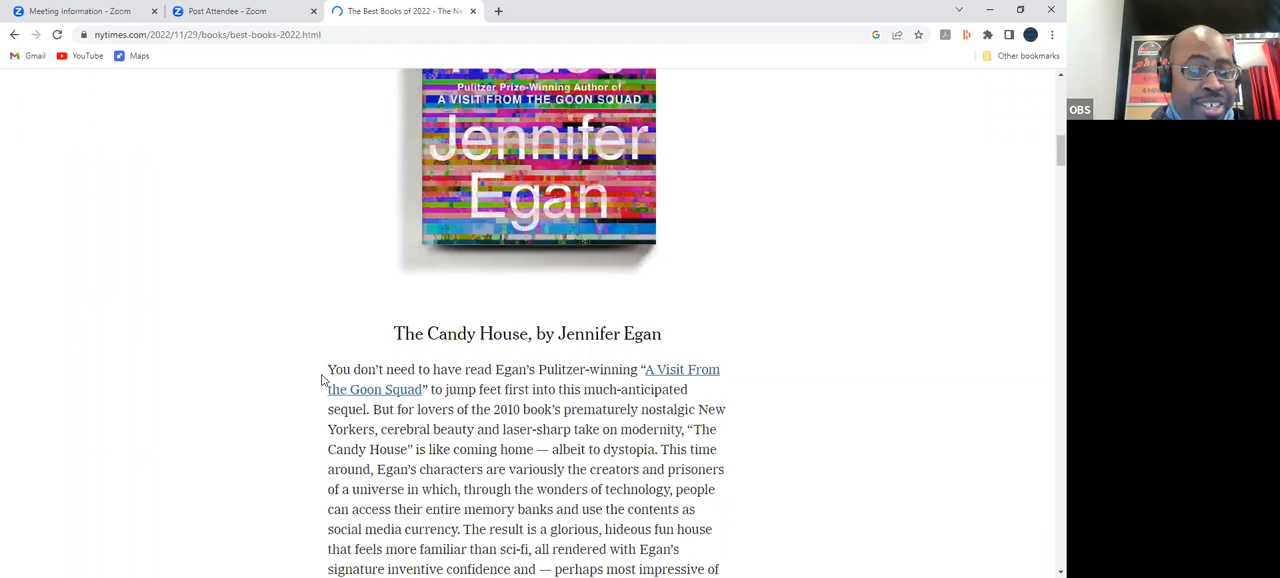 Meeting Information - Zoom
Post Attendee - Zoom
The Best Books of 2022 - The Ne
nytimes.com/2022/11/29/books/best-books-2022.html
Gmail
YouTube
Maps
Other bookmarks
OBS
Pulitzer Prize-Winning Author of
A VISIT FROM THE GOON SQUAD
Jennifer
Egan
The Candy House, by Jennifer Egan
You don't need to have read Egan's Pulitzer-winning “A Visit From
the Goon Squad” to jump feet first into this much-anticipated
sequel. But for lovers of the 2010 book's prematurely nostalgic New
Yorkers, cerebral beauty and laser-sharp take on modernity, “The
Candy House” is like coming home — albeit to dystopia. This time
around, Egan's characters are variously the creators and prisoners
of a universe in which, through the wonders of technology, people
can access their entire memory banks and use the contents as
social media currency. The result is a glorious, hideous fun house
that feels more familiar than sci-fi, all rendered with Egan's
signature inventive confidence and — perhaps most impressive of